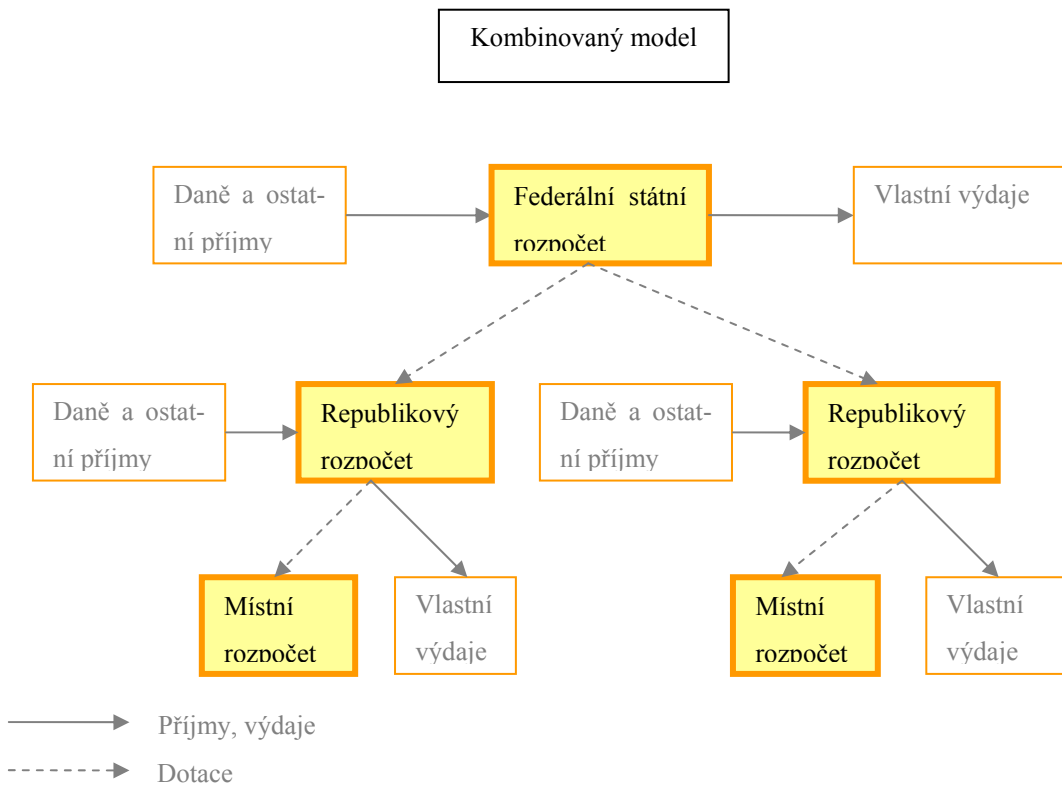 Kombinovaný model
Daně a ostat-
ní příjmy
Federální státní
rozpočet
Vlastní výdaje
Daně a ostat-
ní příjmy
Republikový
rozpočet
Daně a ostat-
ní příjmy
Republikový
rozpočet
Místní
rozpočet
Vlastní
výdaje
Místní
rozpočet
Vlastní
výdaje
Příjmy, výdaje
Dotace